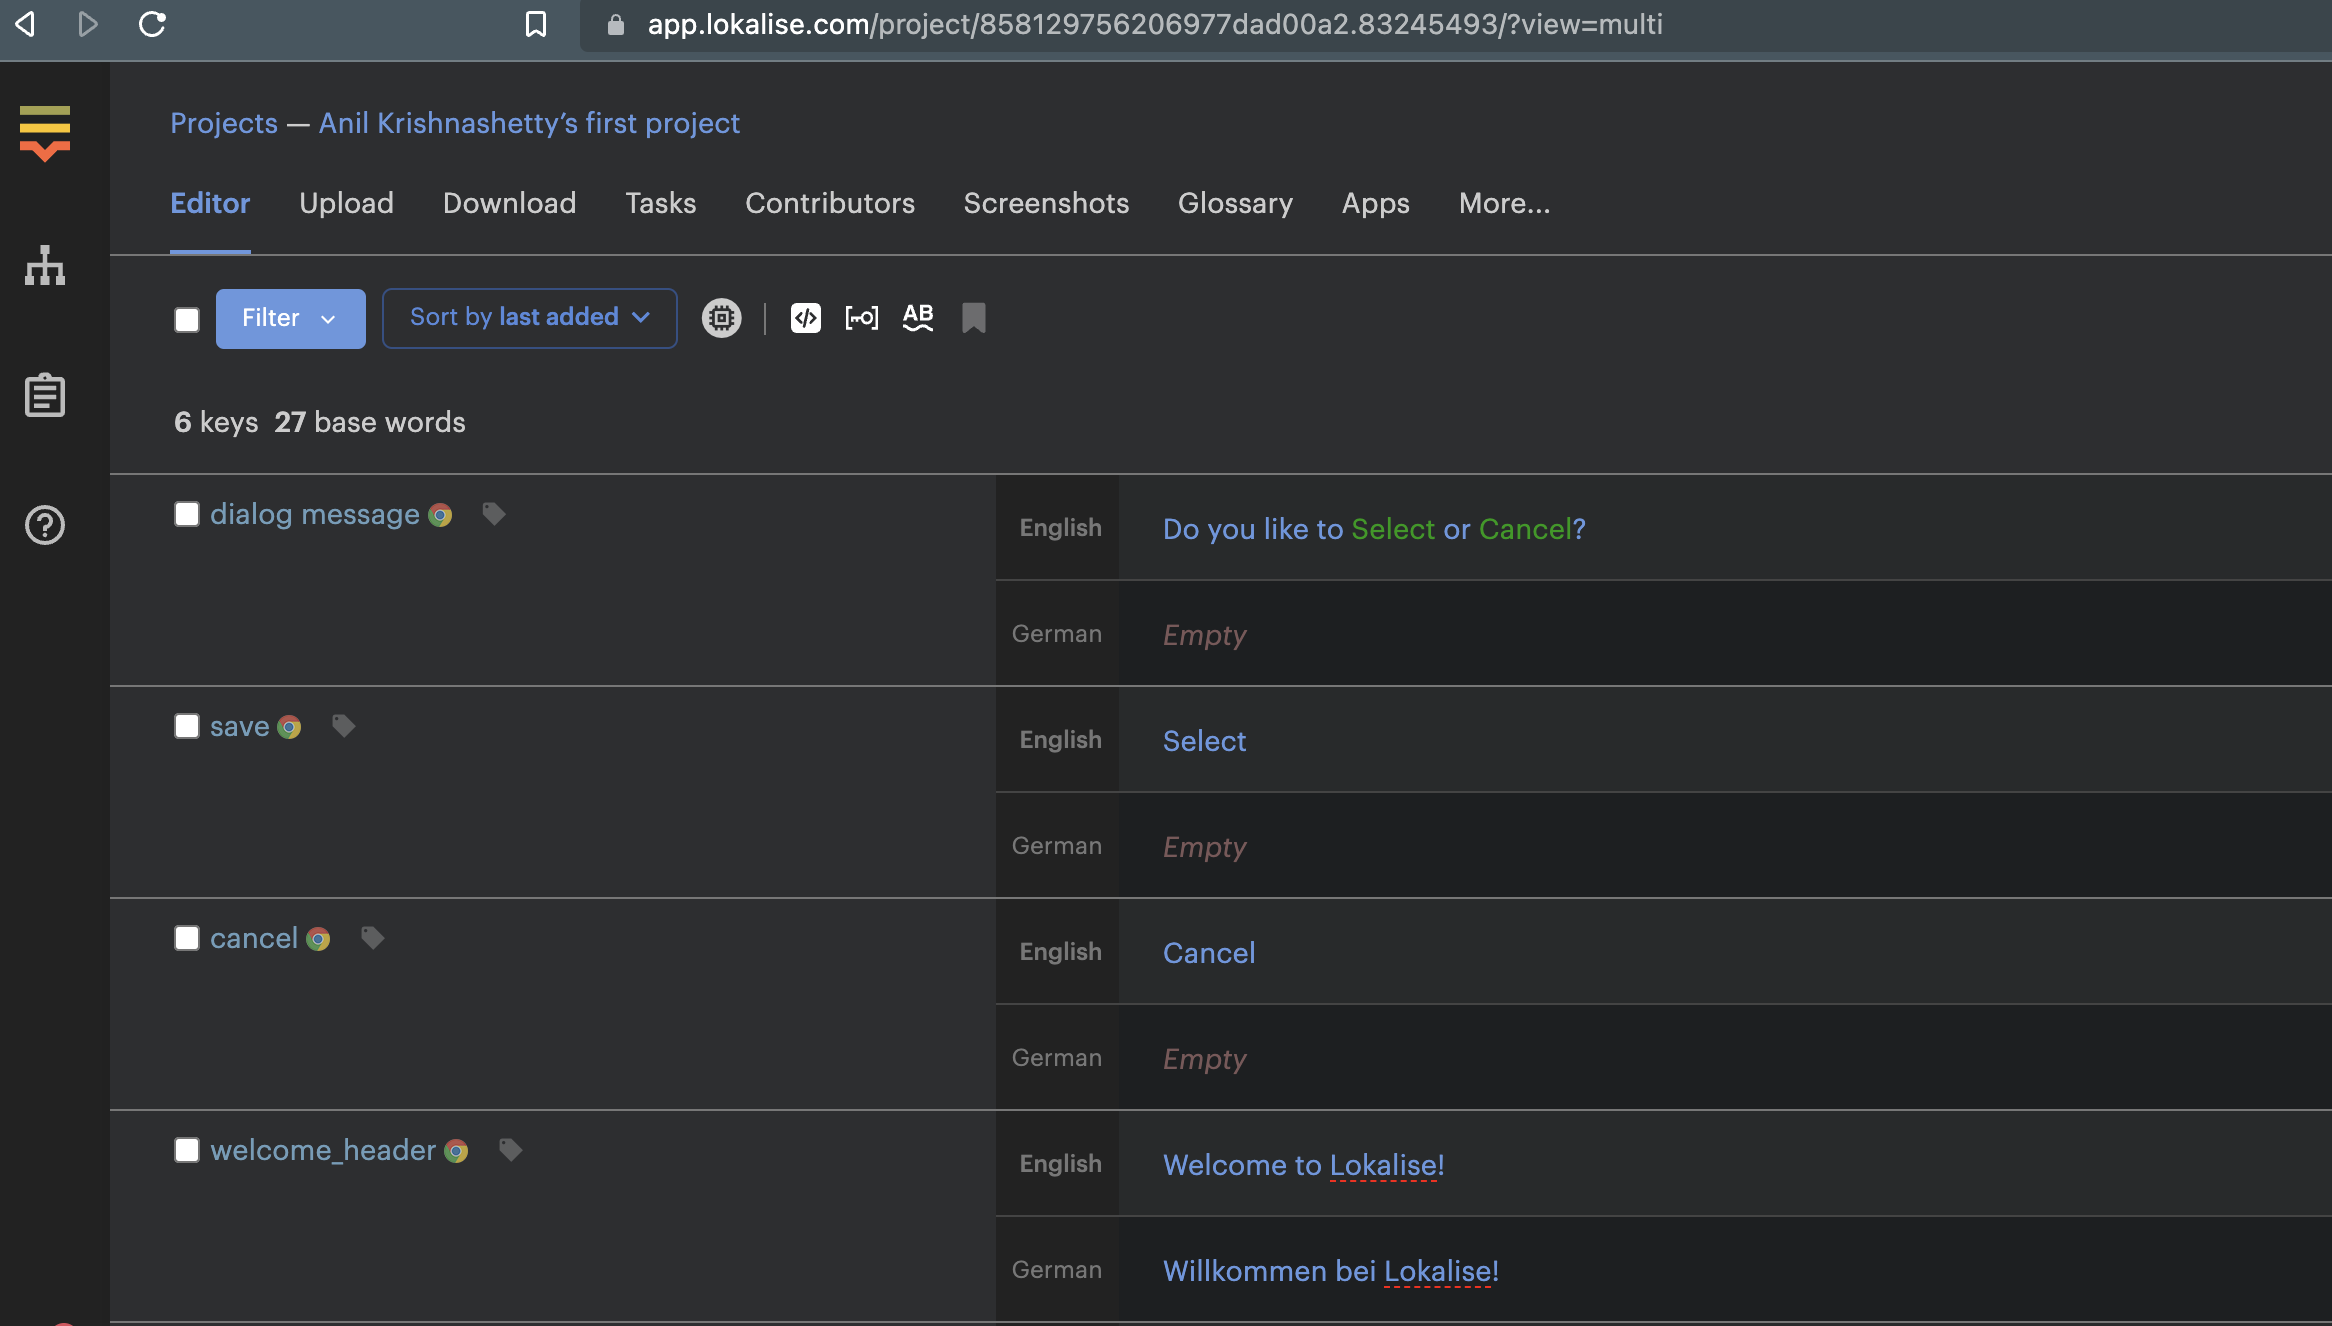 app.lokalise.com/project/858129756206977dad00a2.83245493/?view=multi
Projects — Anil Krishnashetty’s first project
Editor Upload Download Tasks Contributors Screenshots Glossary Apps More...
Filter Sort by last added AB
6 keys 27 base words
dialog message English Do you like to Select or Cancel?
German Empty
save English Select
German Empty
cancel English Cancel
German Empty
welcome_header English Welcome to Lokalise!
German Willkommen bei Lokalise!